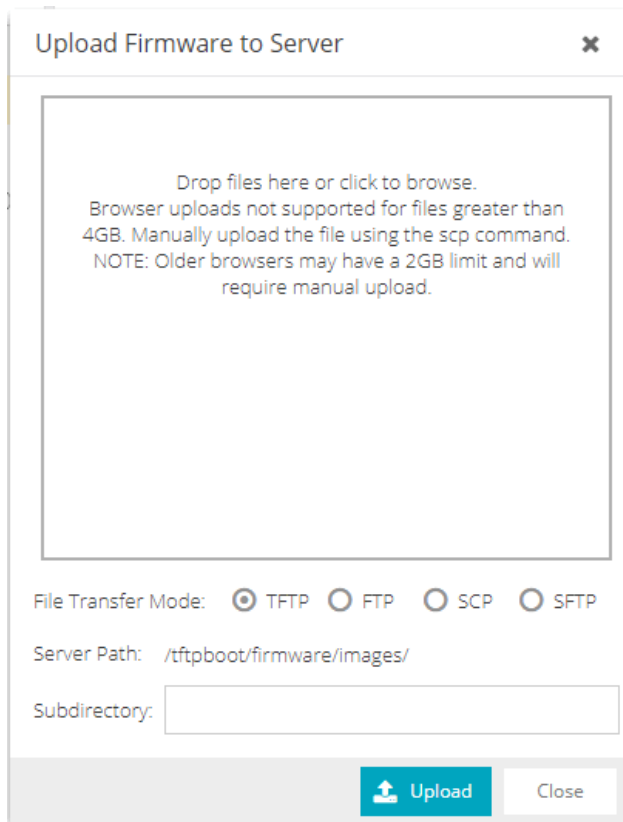 Upload Firmware to Server
Drop files here or click to browse.
Browser uploads not supported for files greater than
4GB. Manually upload the file using the scp command.
NOTE: Older browsers may have a 2GB limit and will
require manual upload.
File Transfer Mode: TFTP FTP SCP SFTP
Server Path: /tftpboot/firmware/images/
Subdirectory:
Upload Close